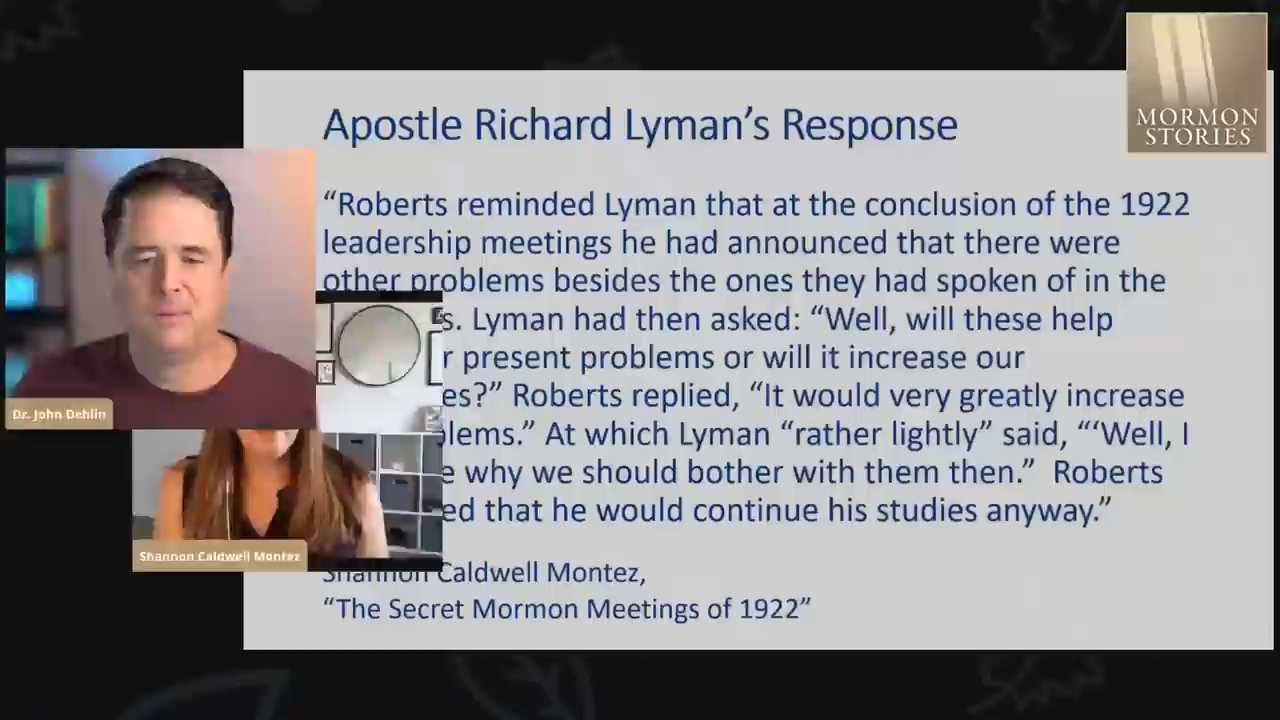 Apostle Richard Lyman's Response
MORMON
STORIES
“Roberts reminded Lyman that at the conclusion of the 1922
leadership meetings he had announced that there were
other problems besides the ones they had spoken of in the
Lyman had then asked: “Well, will these help
present problems or will it increase our
Roberts replied, “It would very greatly increase
At which Lyman “rather lightly” said, “‘Well, I
why we should bother with them then.” Roberts
that he would continue his studies anyway.”
Shannon Caldwell Montez,
“The Secret Mormon Meetings of 1922”
Dr. John Dehlin
Shannon Caldwell Montez